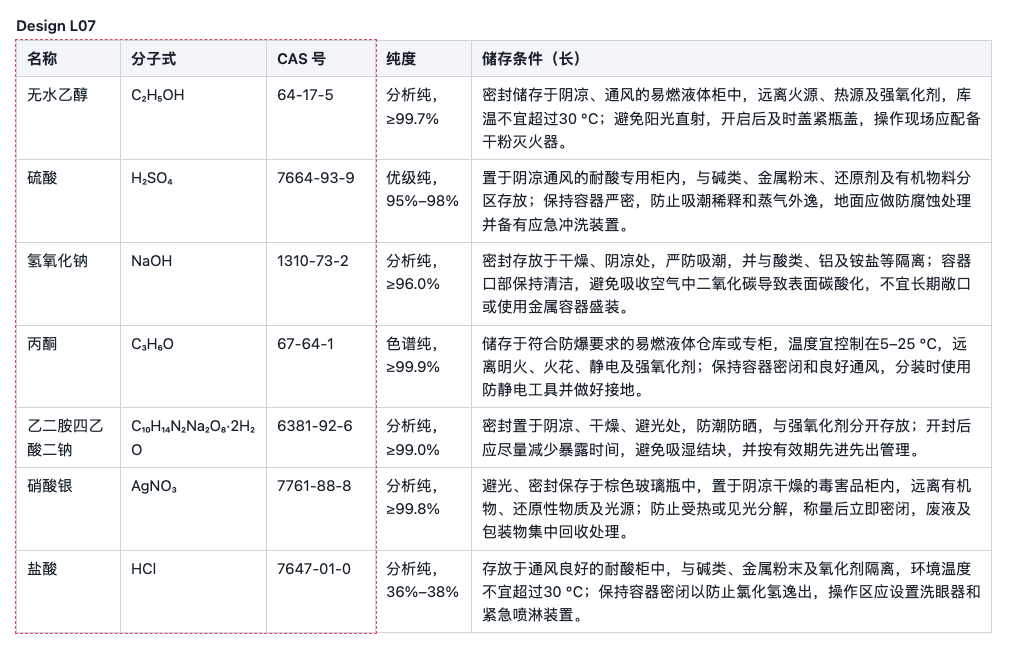 Design L07
名称 分子式 CAS 号 纯度 储存条件（长）
无水乙醇 C₂H₅OH 64-17-5 分析纯，
≥99.7%
密封储存于阴凉、通风的易燃液体柜中，远离火源、热源及强氧化剂，库
温不宜超过30 °C；避免阳光直射，开启后及时盖紧瓶盖，操作现场应配备
干粉灭火器。
硫酸 H₂SO₄ 7664-93-9 优级纯，
95%–98%
置于阴凉通风的耐酸专用柜内，与碱类、金属粉末、还原剂及有机物料分
区存放；保持容器严密，防止吸潮稀释和蒸气外逸，地面应做防腐蚀处理
并备有应急冲洗装置。
氢氧化钠 NaOH 1310-73-2 分析纯，
≥96.0%
密封存放于干燥、阴凉处，严防吸潮，并与酸类、铝及铵盐等隔离；容器
口部保持清洁，避免吸收空气中二氧化碳导致表面碳酸化，不宜长期敞口
或使用金属容器盛装。
丙酮 C₃H₆O 67-64-1 色谱纯，
≥99.9%
储存于符合防爆要求的易燃液体仓库或专柜，温度宜控制在5–25 °C，远
离明火、火花、静电及强氧化剂；保持容器密闭和良好通风，分装时使用
防静电工具并做好接地。
乙二胺四乙
酸二钠
C₁₀H₁₄N₂Na₂O₈·2H₂
O
6381-92-6 分析纯，
≥99.0%
密封置于阴凉、干燥、避光处，防潮防晒，与强氧化剂分开存放；开封后
应尽量减少暴露时间，避免吸湿结块，并按有效期先进先出管理。
硝酸银 AgNO₃ 7761-88-8 分析纯，
≥99.8%
避光、密封保存于棕色玻璃瓶中，置于阴凉干燥的毒害品柜内，远离有机
物、还原性物质及光源；防止受热或见光分解，称量后立即密闭，废液及
包装物集中回收处理。
盐酸 HCl 7647-01-0 分析纯，
36%–38%
存放于通风良好的耐酸柜中，与碱类、金属粉末及氧化剂隔离，环境温度
不宜超过30 °C；保持容器密闭以防止氯化氢逸出，操作区应设置洗眼器和
紧急喷淋装置。